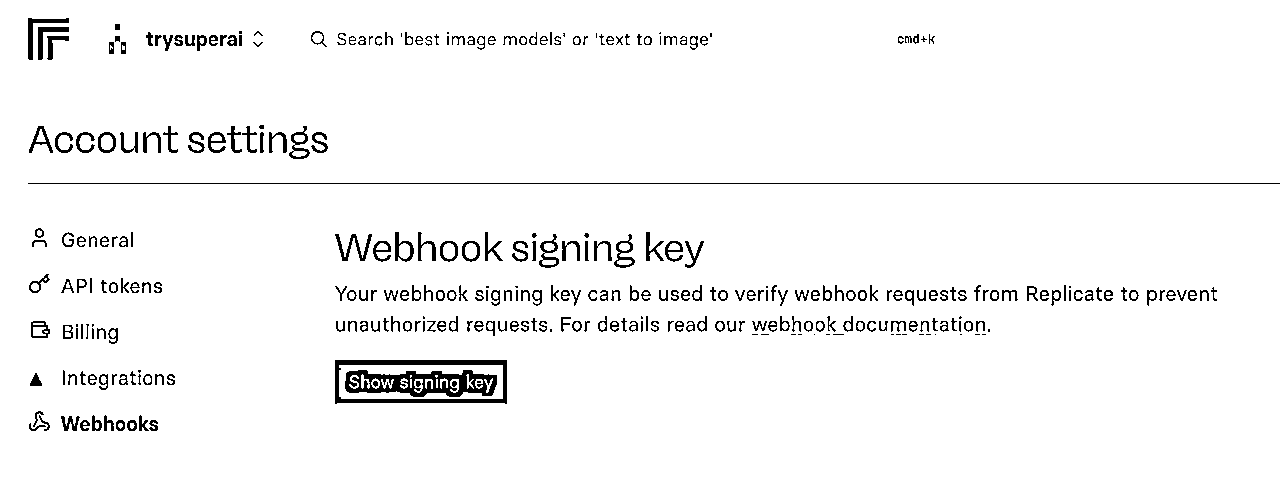 trysuperai
Search 'best image models' or 'text to image'
cmd+k
Account settings
General
API tokens
Billing
Integrations
Webhooks
Webhook signing key
Your webhook signing key can be used to verify webhook requests from Replicate to prevent
unauthorized requests. For details read our webhook documentation.
Show signing key